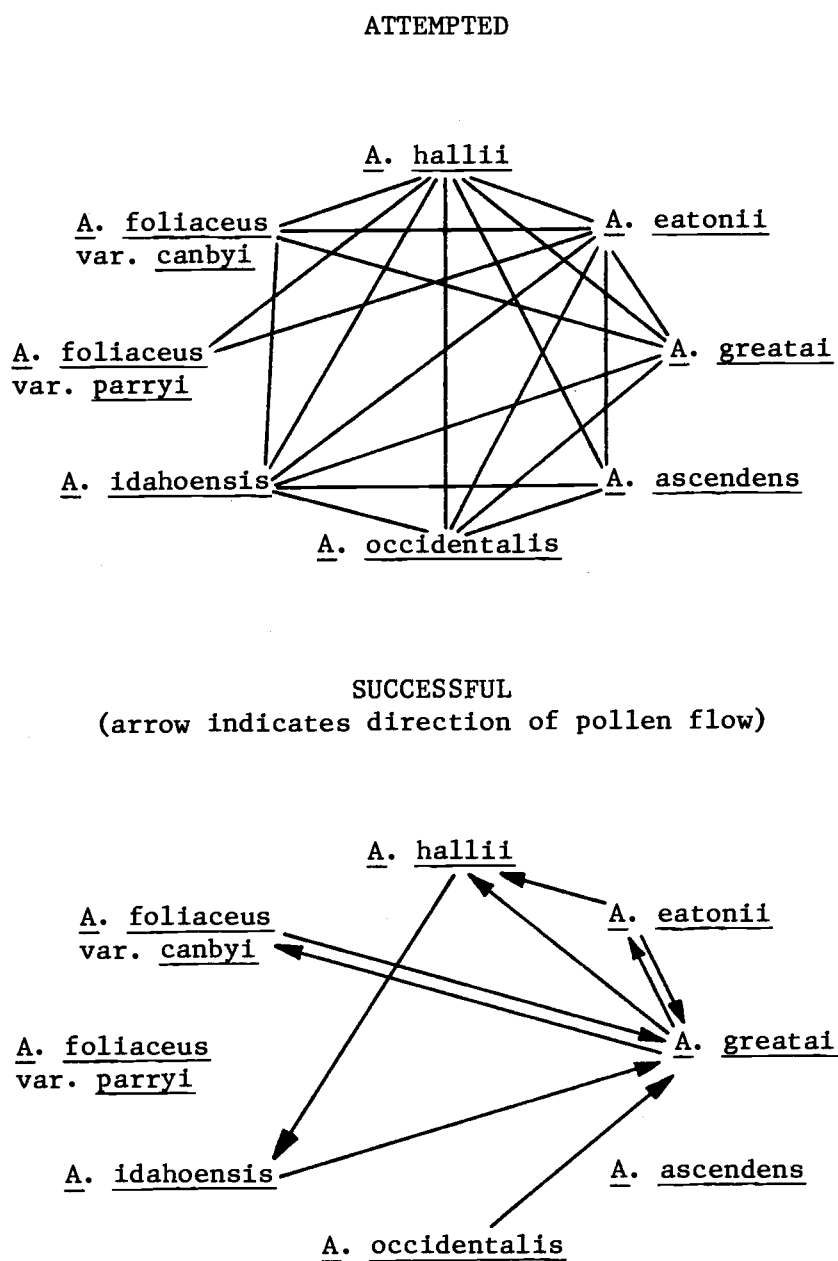 ATTEMPTED
A. hallii
A. foliaceus
var. canbyi
A. eatonii
A. foliaceus
var. parryi
A. greatai
A. idahoensis
A. ascendens
A. occidentalis
SUCCESSFUL
(arrow indicates direction of pollen flow)
A. hallii
A. foliaceus
var. canbyi
A. eatonii
A. foliaceus
var. parryi
A. greatai
A. idahoensis
A. ascendens
A. occidentalis